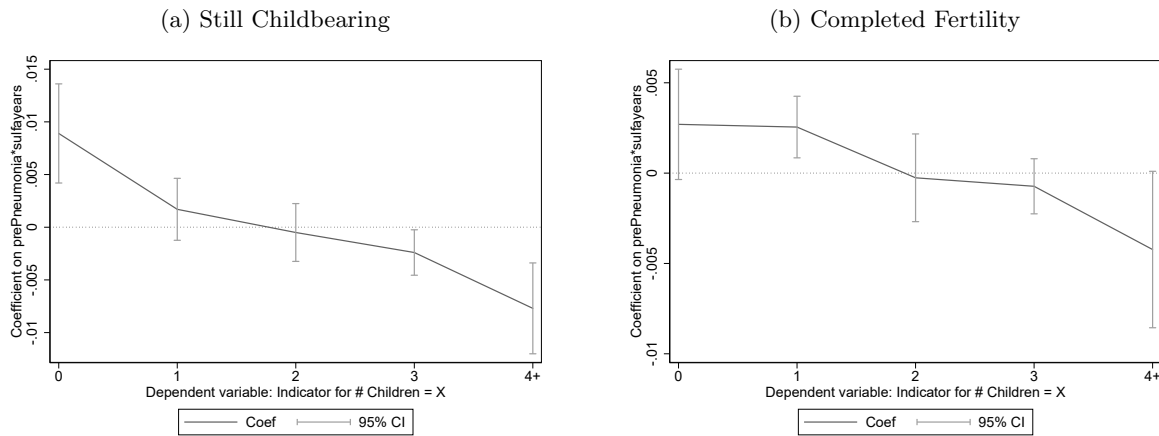 (a) Still Childbearing
Coefficient on prePneumonia*sulfayears
.015
.01
.005
0
-.005
-.01
0 1 2 3 4+
Dependent variable: Indicator for # Children = X
Coef 95% CI
(b) Completed Fertility
Coefficient on prePneumonia*sulfayears
.005
0
-.005
-.01
0 1 2 3 4+
Dependent variable: Indicator for # Children = X
Coef 95% CI